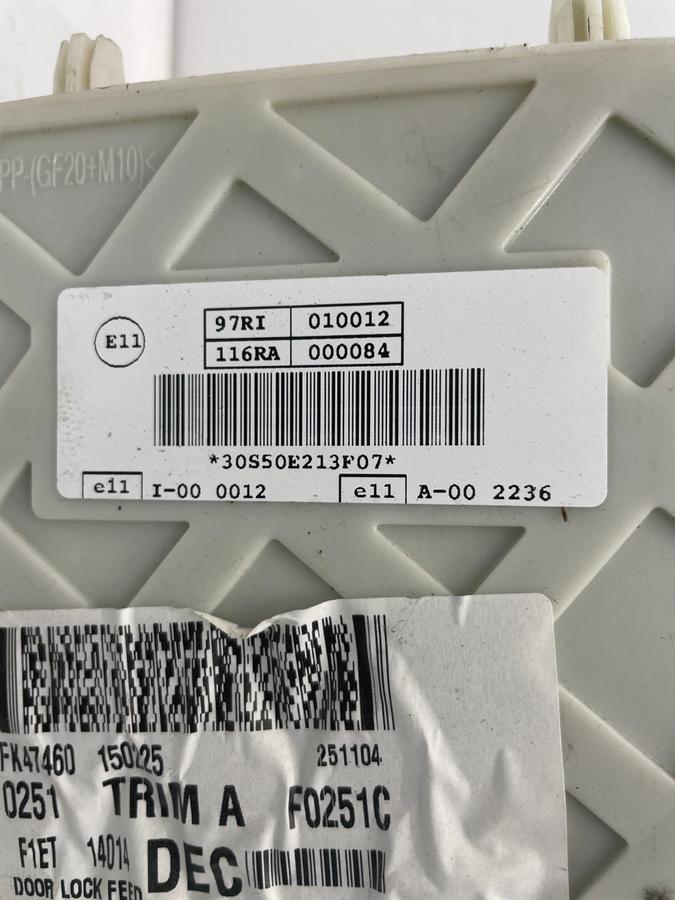 PP-(GF20+M10)<
E11
97RI 010012
116RA 000084
*30S50E213F07*
e11 I-00 0012 e11 A-00 2236
FK47460 150225 251104
0251 TRIM A F0251C
F1ET 14014 DEC
DOOR LOCK FEED